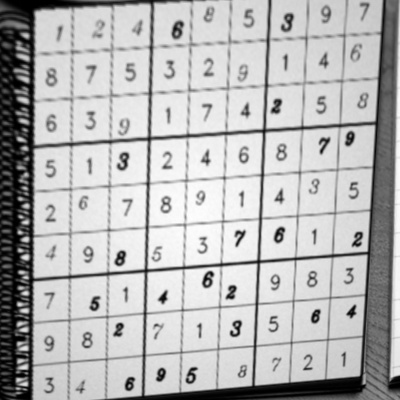 1 2 4 6 8 5 3 9 7
8 7 5 3 2 9 1 4 6
6 3 9 1 7 4 2 5 8
5 1 3 2 4 6 8 7 9
2 6 7 8 9 1 4 3 5
4 9 8 5 3 7 6 1 2
7 5 1 4 6 2 9 8 3
9 8 2 7 1 3 5 6 4
3 4 6 9 5 8 7 2 1